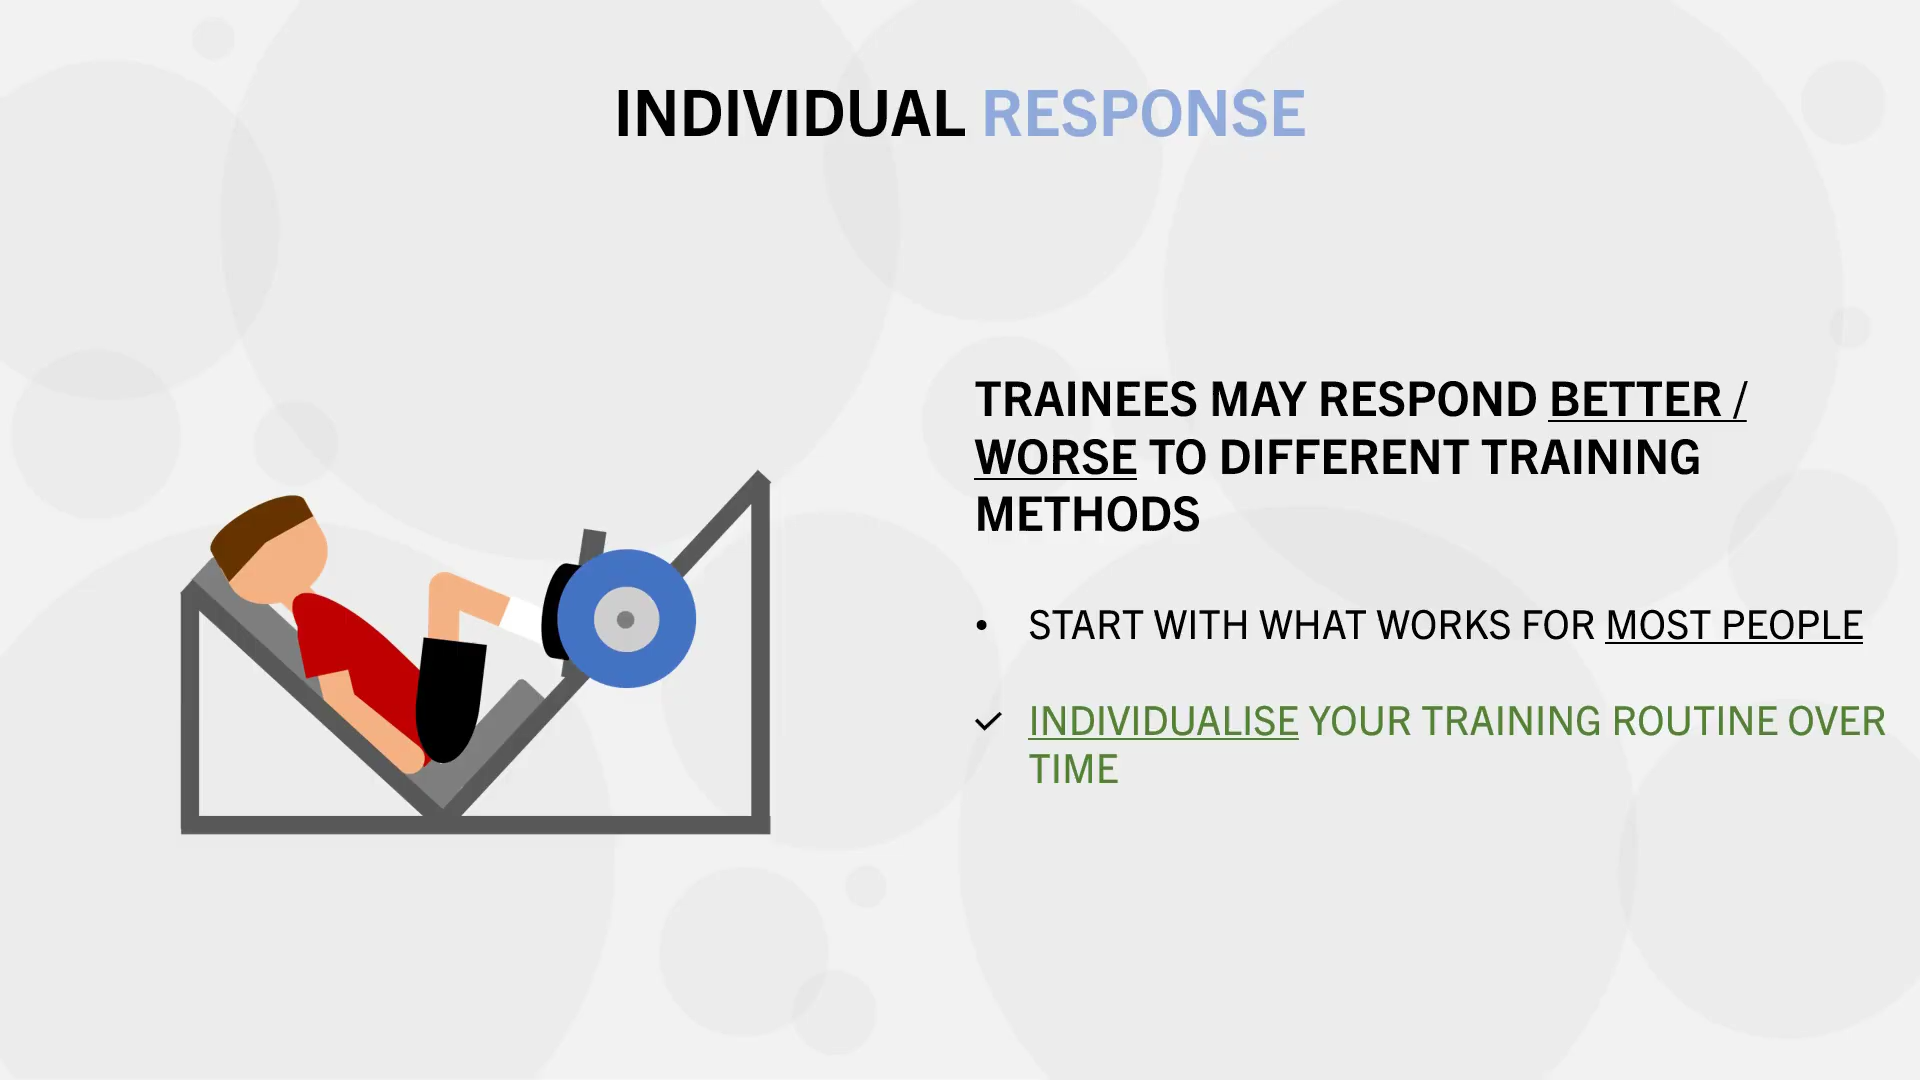 INDIVIDUAL RESPONSE
TRAINEES MAY RESPOND BETTER /
WORSE TO DIFFERENT TRAINING
METHODS
• START WITH WHAT WORKS FOR MOST PEOPLE
✓ INDIVIDUALISE YOUR TRAINING ROUTINE OVER
TIME